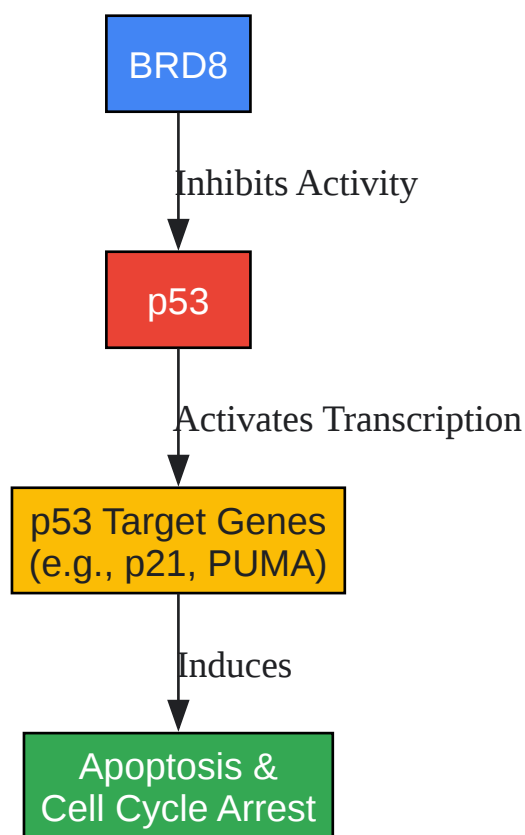 BRD8
Inhibits Activity
p53
Activates Transcription
p53 Target Genes
(e.g., p21, PUMA)
Induces
Apoptosis &
Cell Cycle Arrest